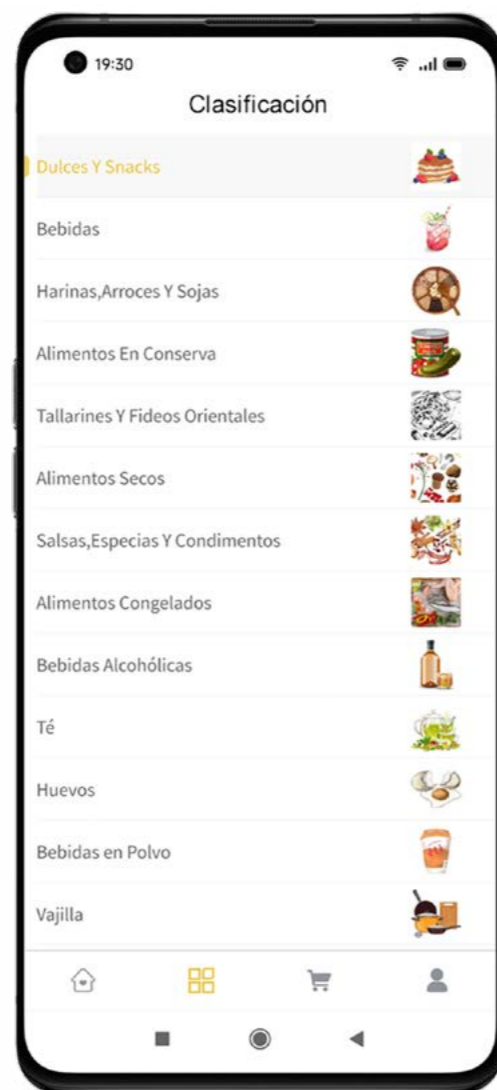 19:30
Clasificación
Dulces Y Snacks
Bebidas
Harinas,Arroces Y Sojas
Alimentos En Conserva
Tallarines Y Fideos Orientales
Alimentos Secos
Salsas,Especias Y Condimentos
Alimentos Congelados
Bebidas Alcohólicas
Té
Huevos
Bebidas en Polvo
Vajilla